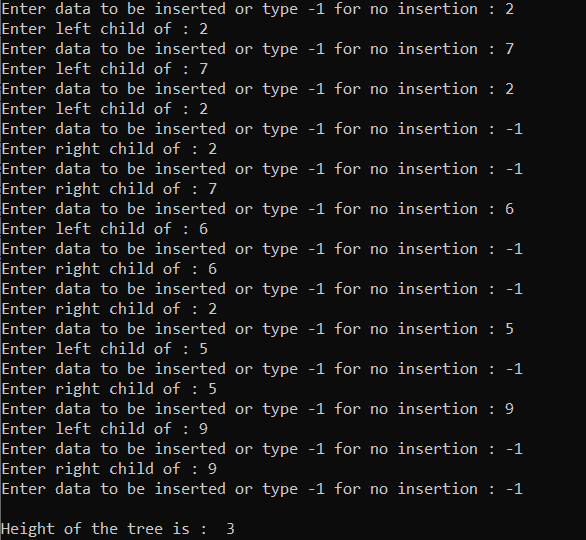 Enter data to be inserted or type -1 for no insertion : 2
Enter left child of : 2
Enter data to be inserted or type -1 for no insertion : 7
Enter left child of : 7
Enter data to be inserted or type -1 for no insertion : 2
Enter left child of : 2
Enter data to be inserted or type -1 for no insertion : -1
Enter right child of : 2
Enter data to be inserted or type -1 for no insertion : -1
Enter right child of : 7
Enter data to be inserted or type -1 for no insertion : 6
Enter left child of : 6
Enter data to be inserted or type -1 for no insertion : -1
Enter right child of : 6
Enter data to be inserted or type -1 for no insertion : -1
Enter right child of : 2
Enter data to be inserted or type -1 for no insertion : 5
Enter left child of : 5
Enter data to be inserted or type -1 for no insertion : -1
Enter right child of : 5
Enter data to be inserted or type -1 for no insertion : 9
Enter left child of : 9
Enter data to be inserted or type -1 for no insertion : -1
Enter right child of : 9
Enter data to be inserted or type -1 for no insertion : -1
Height of the tree is :  3